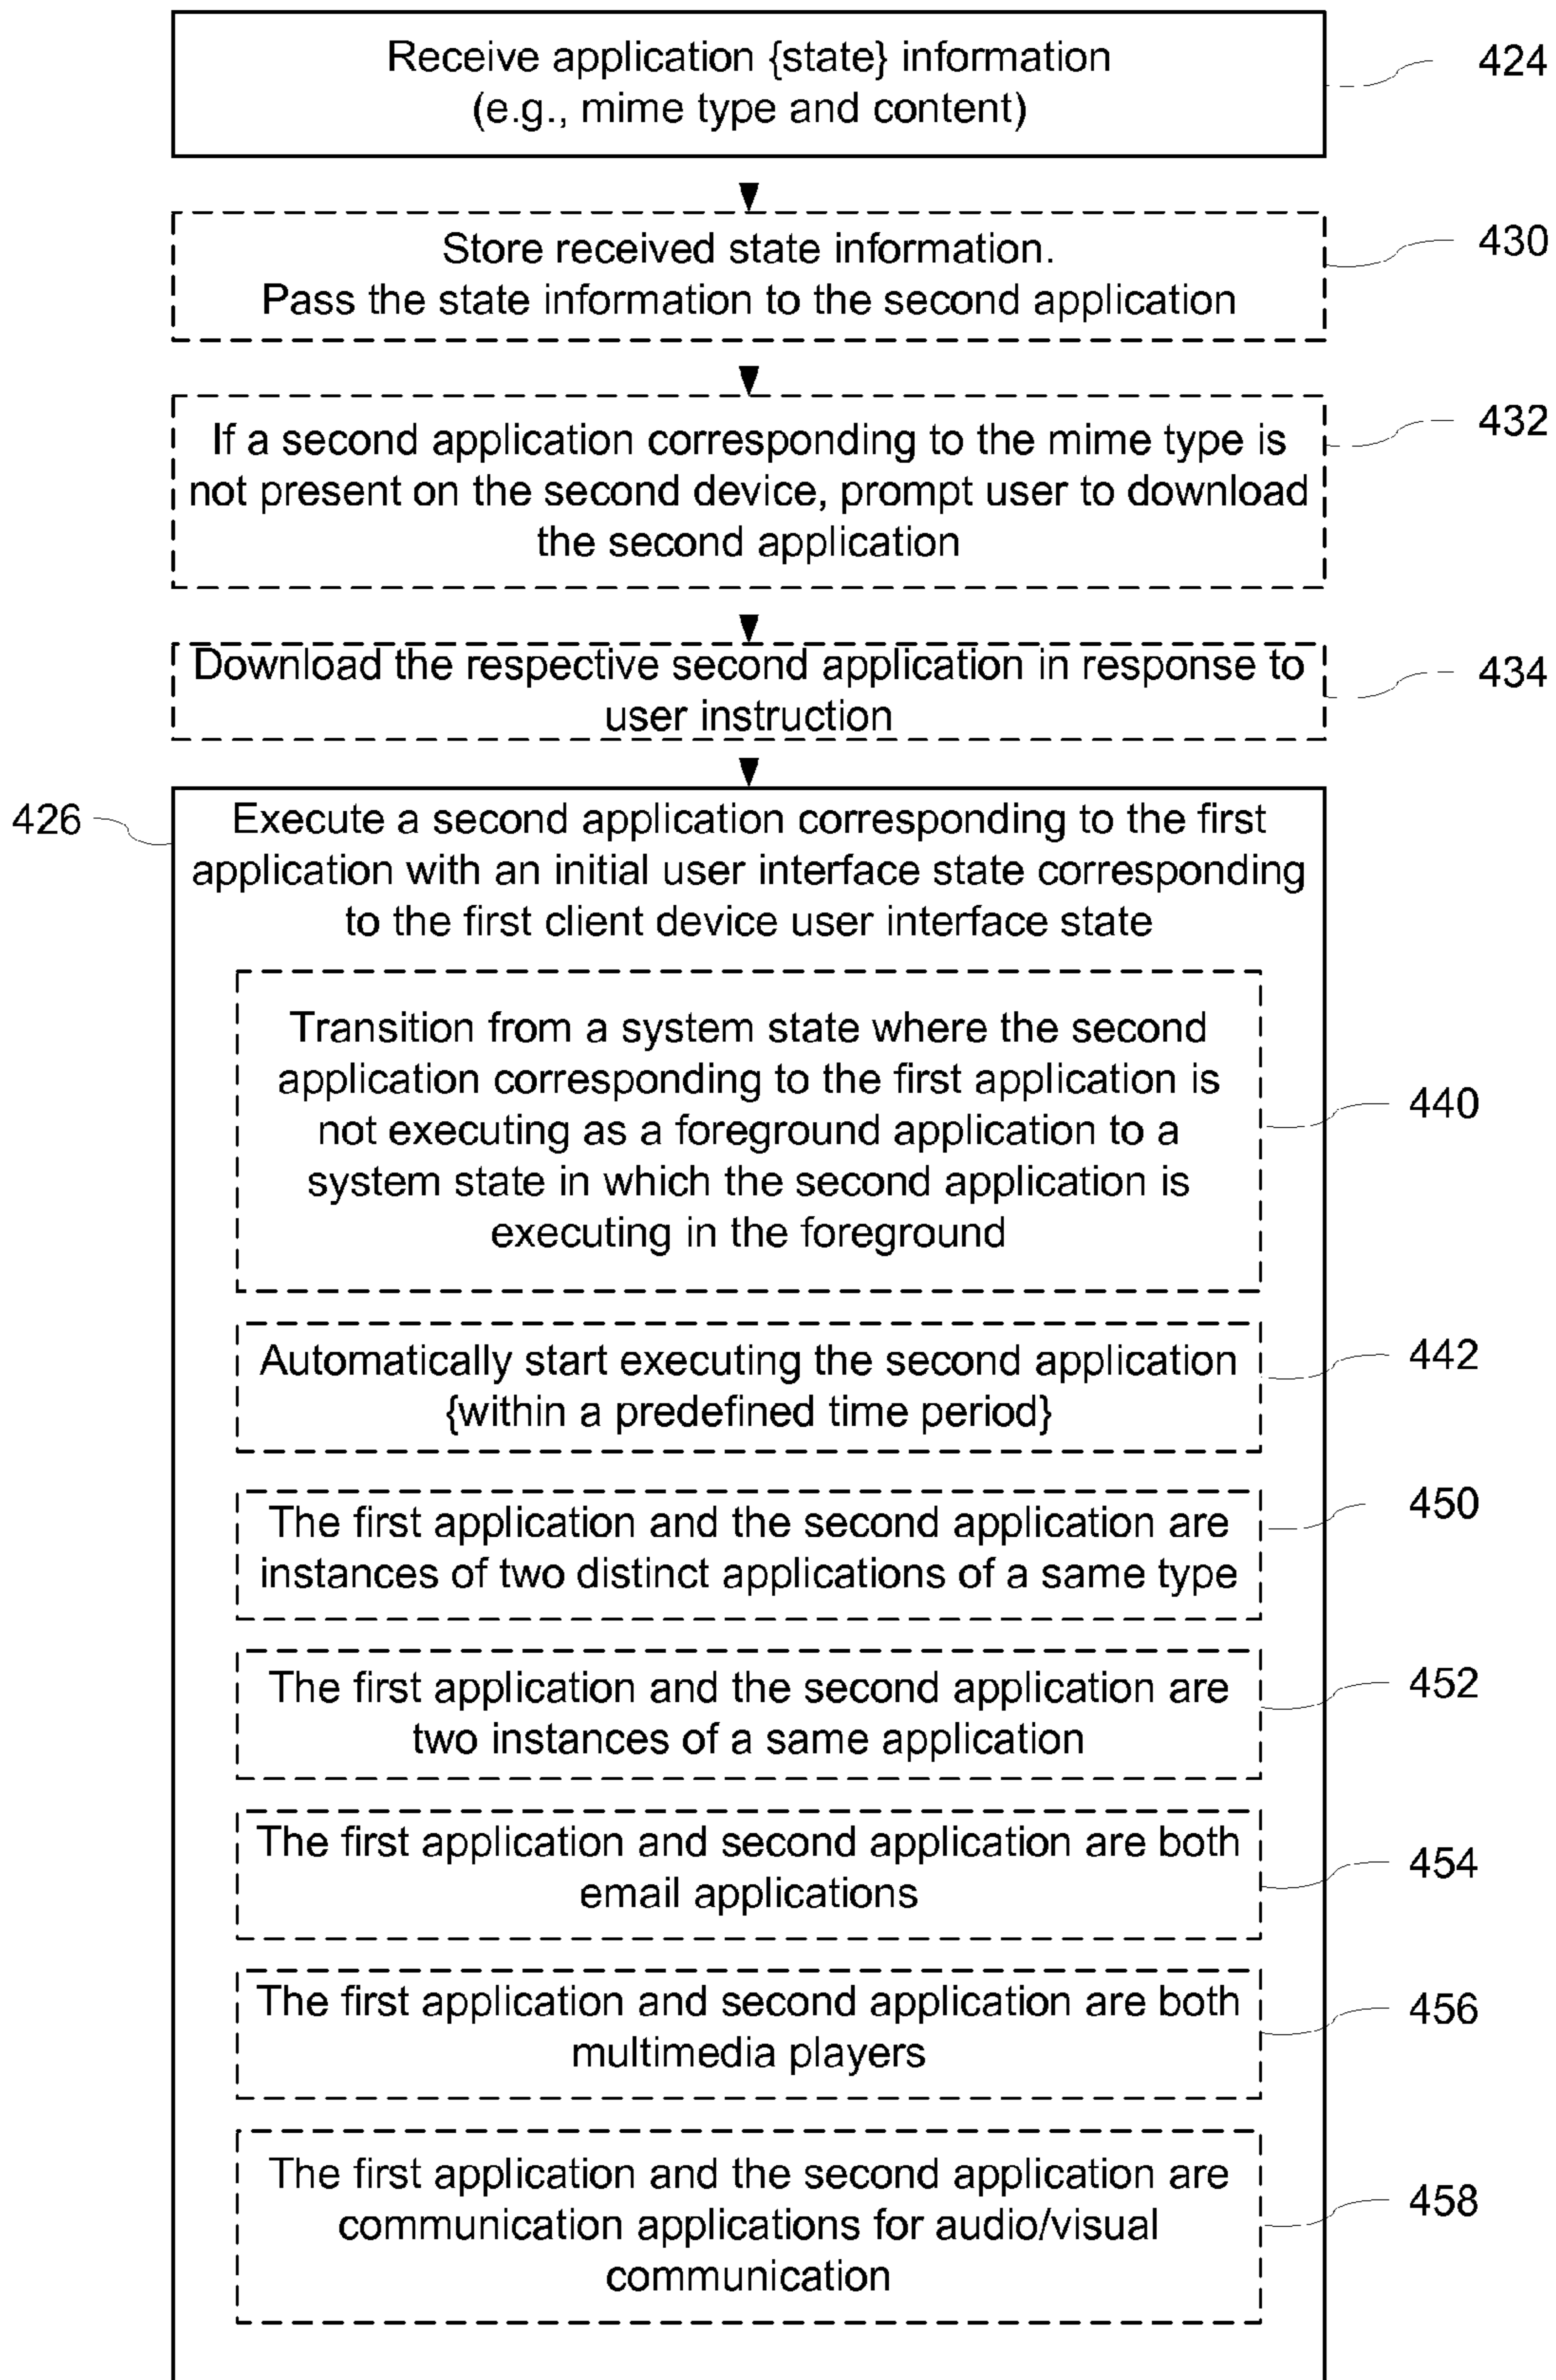 Receive application {state} information
(e.g., mime type and content)
424
Store received state information.
Pass the state information to the second application
430
If a second application corresponding to the mime type is
not present on the second device, prompt user to download
the second application
432
Download the respective second application in response to
user instruction
434
426
Execute a second application corresponding to the first
application with an initial user interface state corresponding
to the first client device user interface state
Transition from a system state where the second
application corresponding to the first application is
not executing as a foreground application to a
system state in which the second application is
executing in the foreground
440
Automatically start executing the second application
{within a predefined time period}
442
The first application and the second application are
instances of two distinct applications of a same type
450
The first application and the second application are
two instances of a same application
452
The first application and second application are both
email applications
454
The first application and second application are both
multimedia players
456
The first application and the second application are
communication applications for audio/visual
communication
458